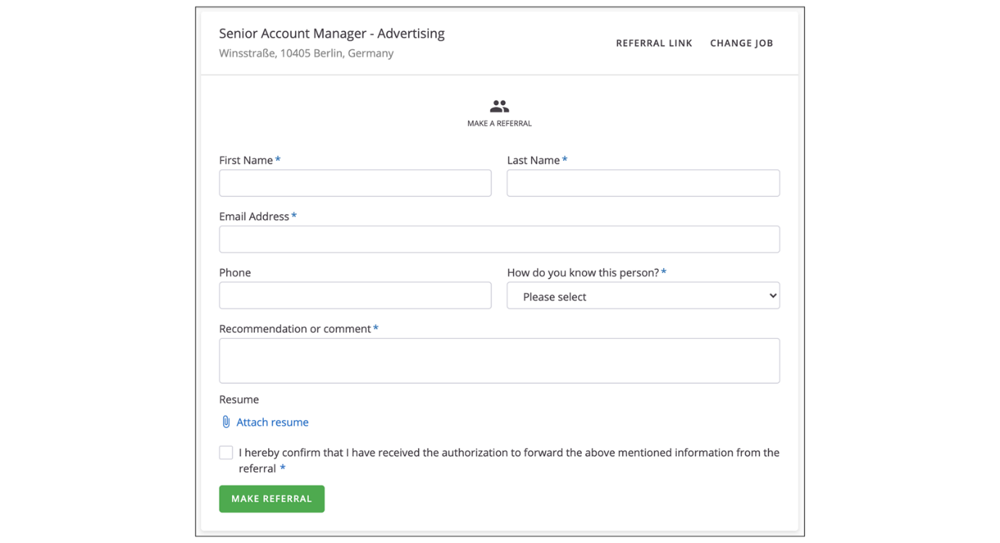 Senior Account Manager - Advertising
Winsstraße, 10405 Berlin, Germany
REFERRAL LINK
CHANGE JOB
MAKE A REFERRAL
First Name *
Last Name *
Email Address *
Phone
How do you know this person? *
Please select
Recommendation or comment *
Resume
Attach resume
I hereby confirm that I have received the authorization to forward the above mentioned information from the
referral *
MAKE REFERRAL